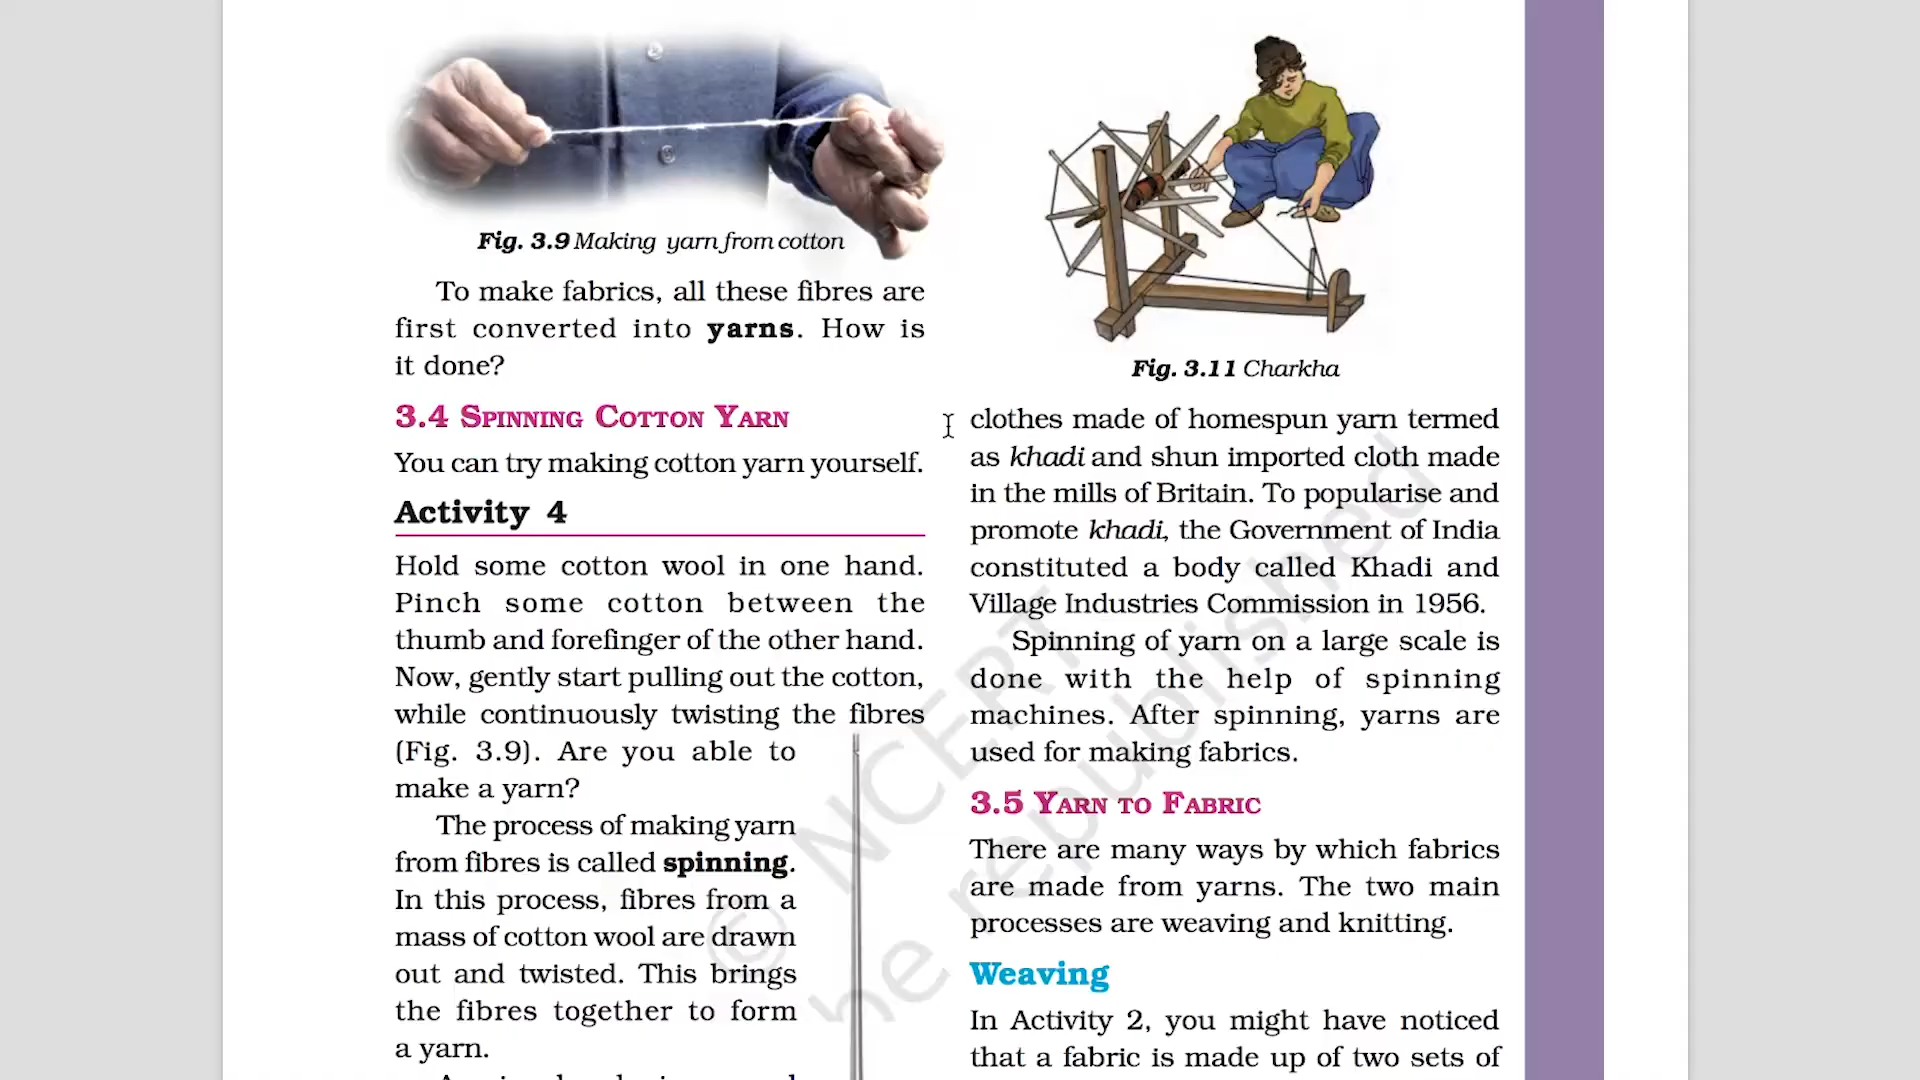 Fig. 3.9 Making yarn from cotton
To make fabrics, all these fibres are
first converted into yarns. How is
it done?
3.4 SPINNING COTTON YARN
You can try making cotton yarn yourself.
Activity 4
Hold some cotton wool in one hand.
Pinch some cotton between the
thumb and forefinger of the other hand.
Now, gently start pulling out the cotton,
while continuously twisting the fibres
(Fig. 3.9). Are you able to
make a yarn?
The process of making yarn
from fibres is called spinning.
In this process, fibres from a
mass of cotton wool are drawn
out and twisted. This brings
the fibres together to form
a yarn.
Fig. 3.11 Charkha
clothes made of homespun yarn termed
as khadi and shun imported cloth made
in the mills of Britain. To popularise and
promote khadi, the Government of India
constituted a body called Khadi and
Village Industries Commission in 1956.
Spinning of yarn on a large scale is
done with the help of spinning
machines. After spinning, yarns are
used for making fabrics.
3.5 YARN TO FABRIC
There are many ways by which fabrics
are made from yarns. The two main
processes are weaving and knitting.
Weaving
In Activity 2, you might have noticed
that a fabric is made up of two sets of
© NCERT
be republished